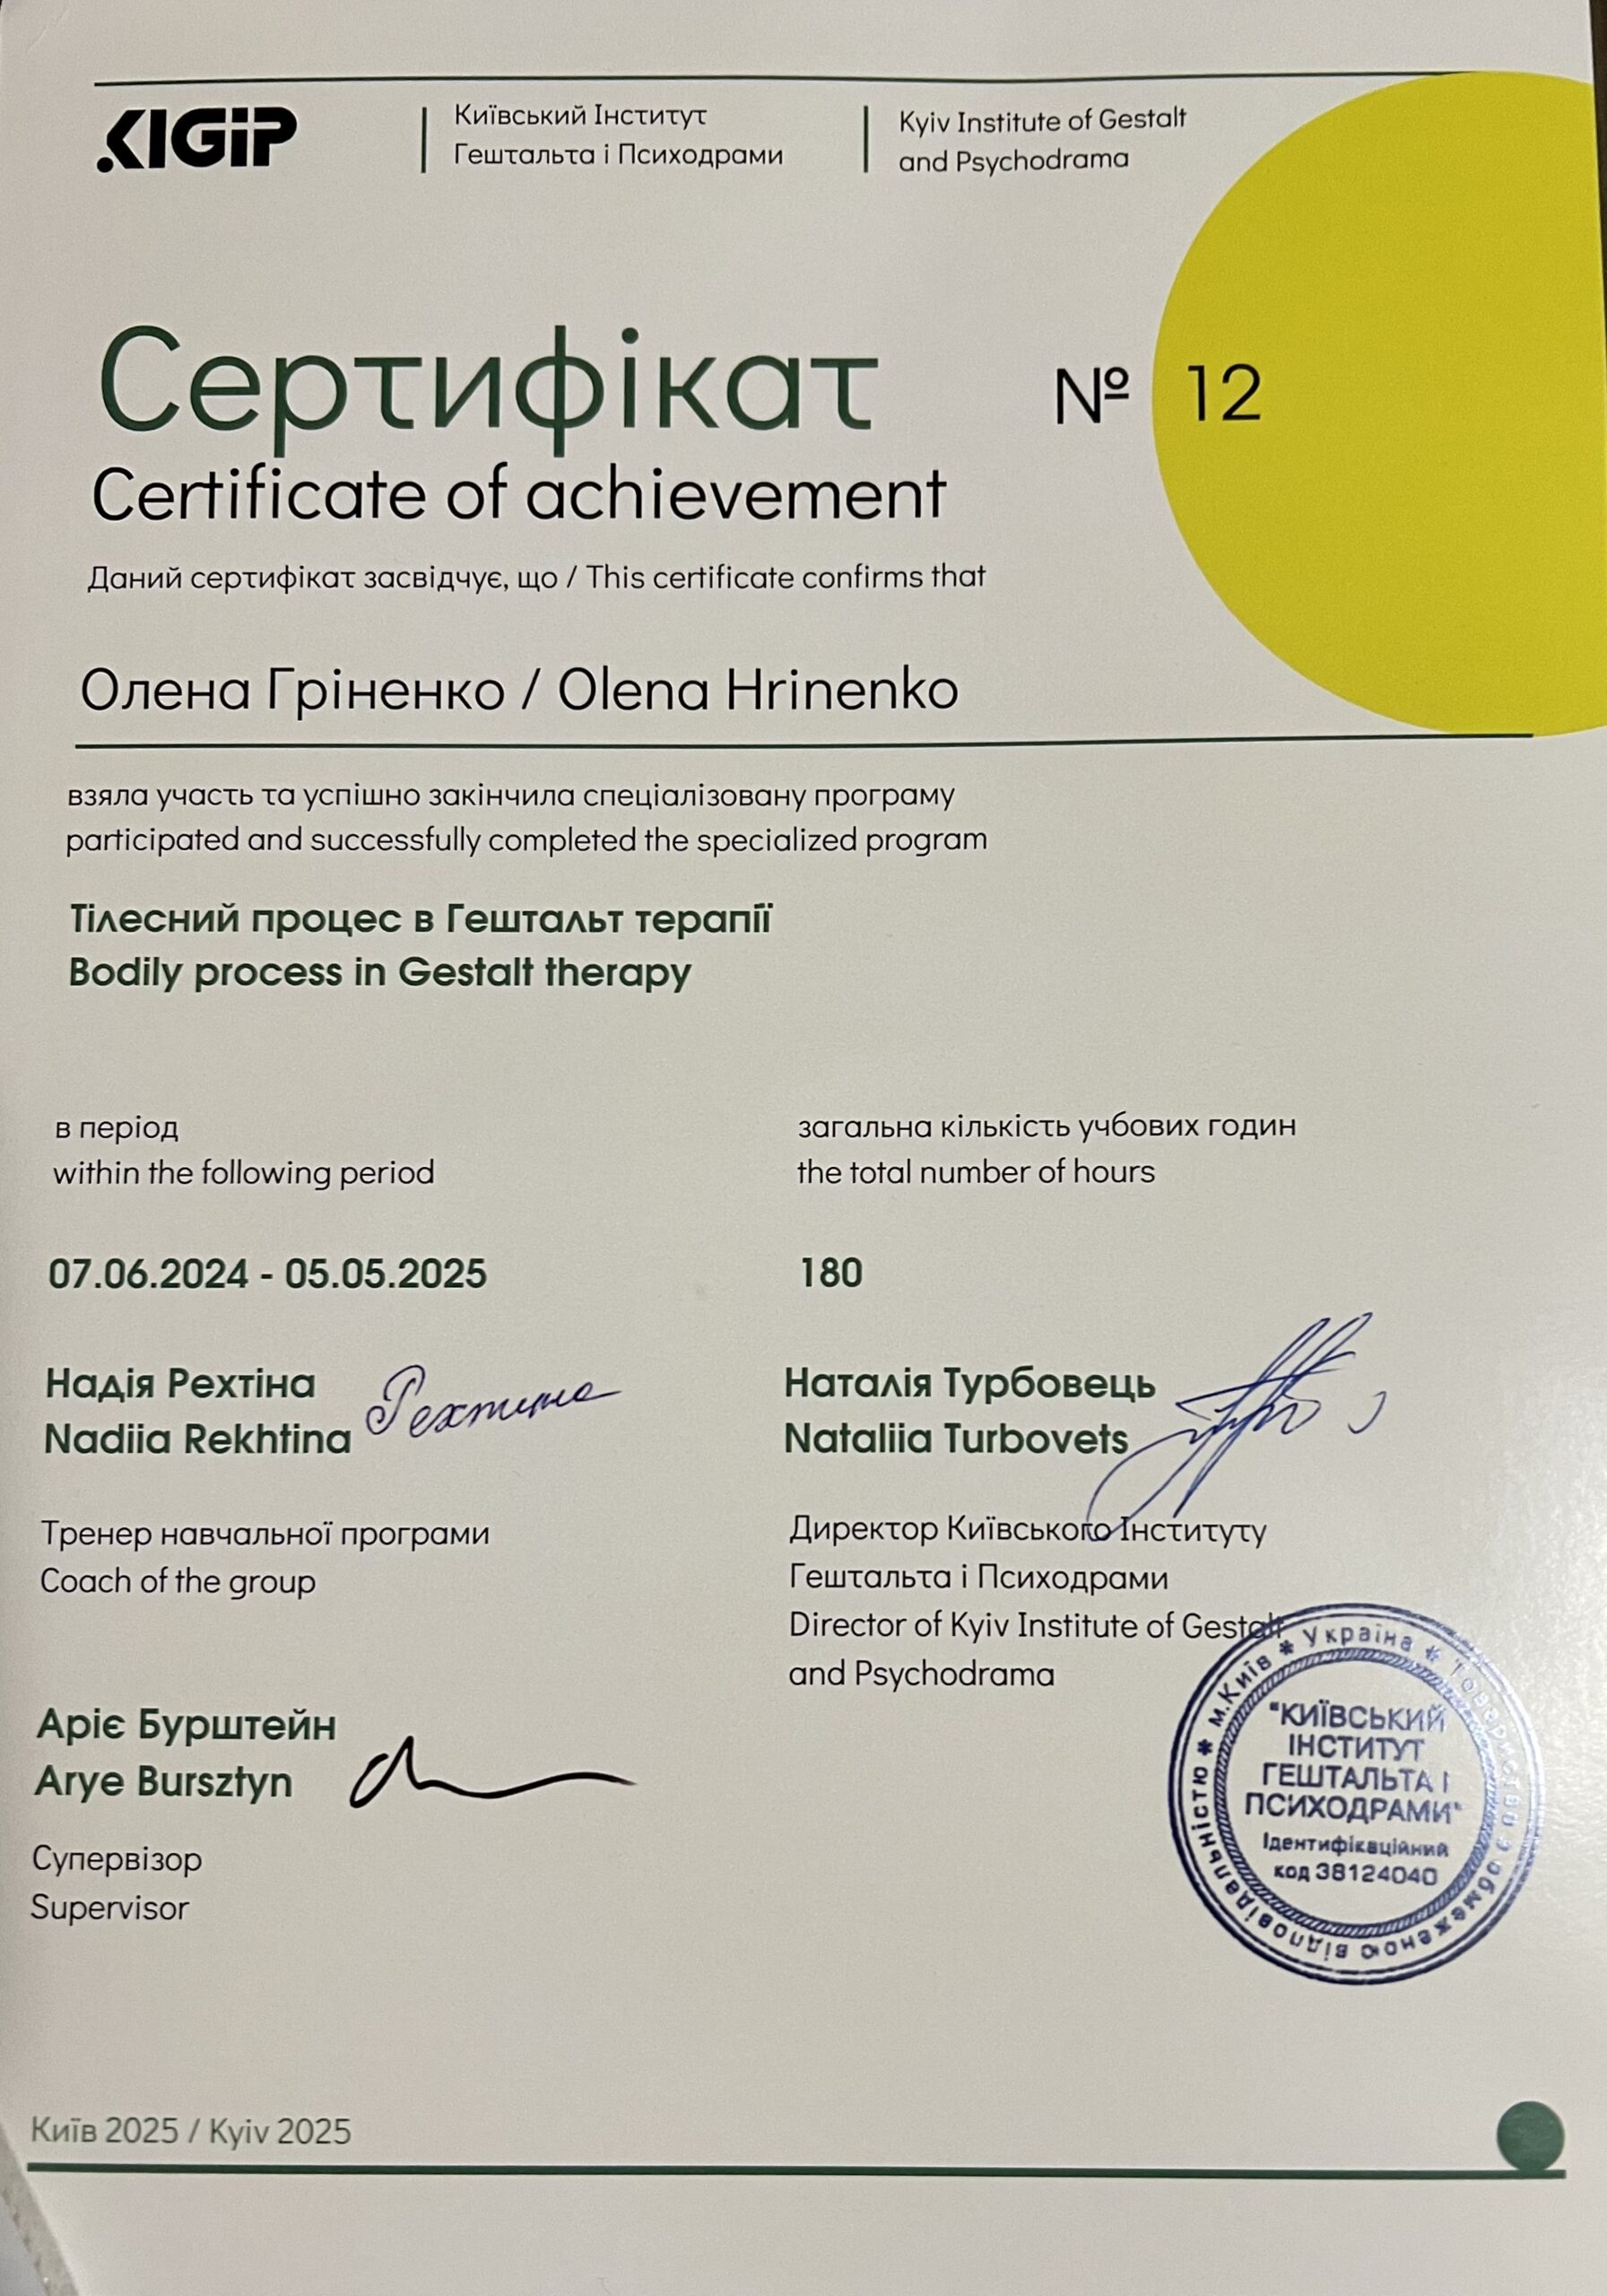 KIGIP
Київський Інститут
Гештальта і Психодрами
Kyiv Institute of Gestalt
and Psychodrama
Сертифікат
№ 12
Certificate of achievement
Даний сертифікат засвідчує, що / This certificate confirms that
Олена Гріненко / Olena Hrinenko
взяла участь та успішно закінчила спеціалізовану програму
participated and successfully completed the specialized program
Тілесний процес в Гештальт терапії
Bodily process in Gestalt therapy
в період
within the following period
07.06.2024 - 05.05.2025
загальна кількість учбових годин
the total number of hours
180
Надія Рехтіна
Nadiia Rekhtina
Рехтина
Тренер навчальної програми
Coach of the group
Наталія Турбовець
Nataliia Turbovets
Директор Київського Інституту
Гештальта і Психодрами
Director of Kyiv Institute of Gestalt
and Psychodrama
Аріє Бурштейн
Arye Bursztyn
Супервізор
Supervisor
м.Київ * Україна * Товариство з обмеженою відповідальністю *
"КИЇВСЬКИЙ
ІНСТИТУТ
ГЕШТАЛЬТА І
ПСИХОДРАМИ"
Ідентифікаційний
код 38124040
Київ 2025 / Kyiv 2025